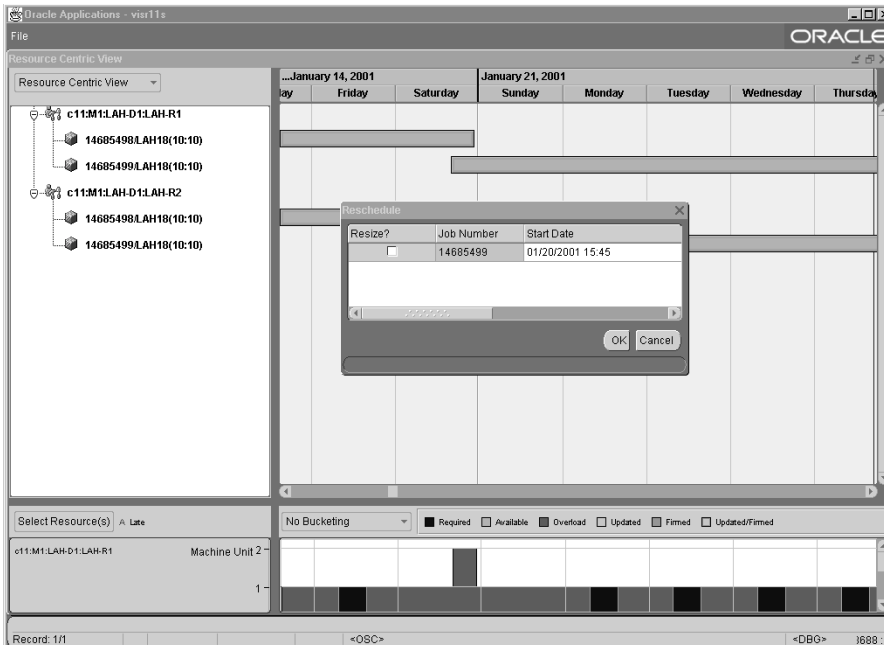 Oracle Applications - visr11s
File
ORACLE
Resource Centric View
Resource Centric View
...January 14, 2001
January 21, 2001
Friday
Saturday
Sunday
Monday
Tuesday
Wednesday
Thursday
c11:M1:LAH-D1:LAH-R1
14685498/LAH18(10:10)
14685499/LAH18(10:10)
c11:M1:LAH-D1:LAH-R2
14685498/LAH18(10:10)
14685499/LAH18(10:10)
Reschedule
Resize?
Job Number
Start Date
14685499
01/20/2001 15:45
OK
Cancel
Select Resource(s)
A Late
No Bucketing
Required
Available
Overload
Updated
Firmed
Updated/Firmed
c11:M1:LAH-D1:LAH-R1
Machine Unit 2
1
Record: 1/1
<OSC>
<DBG>